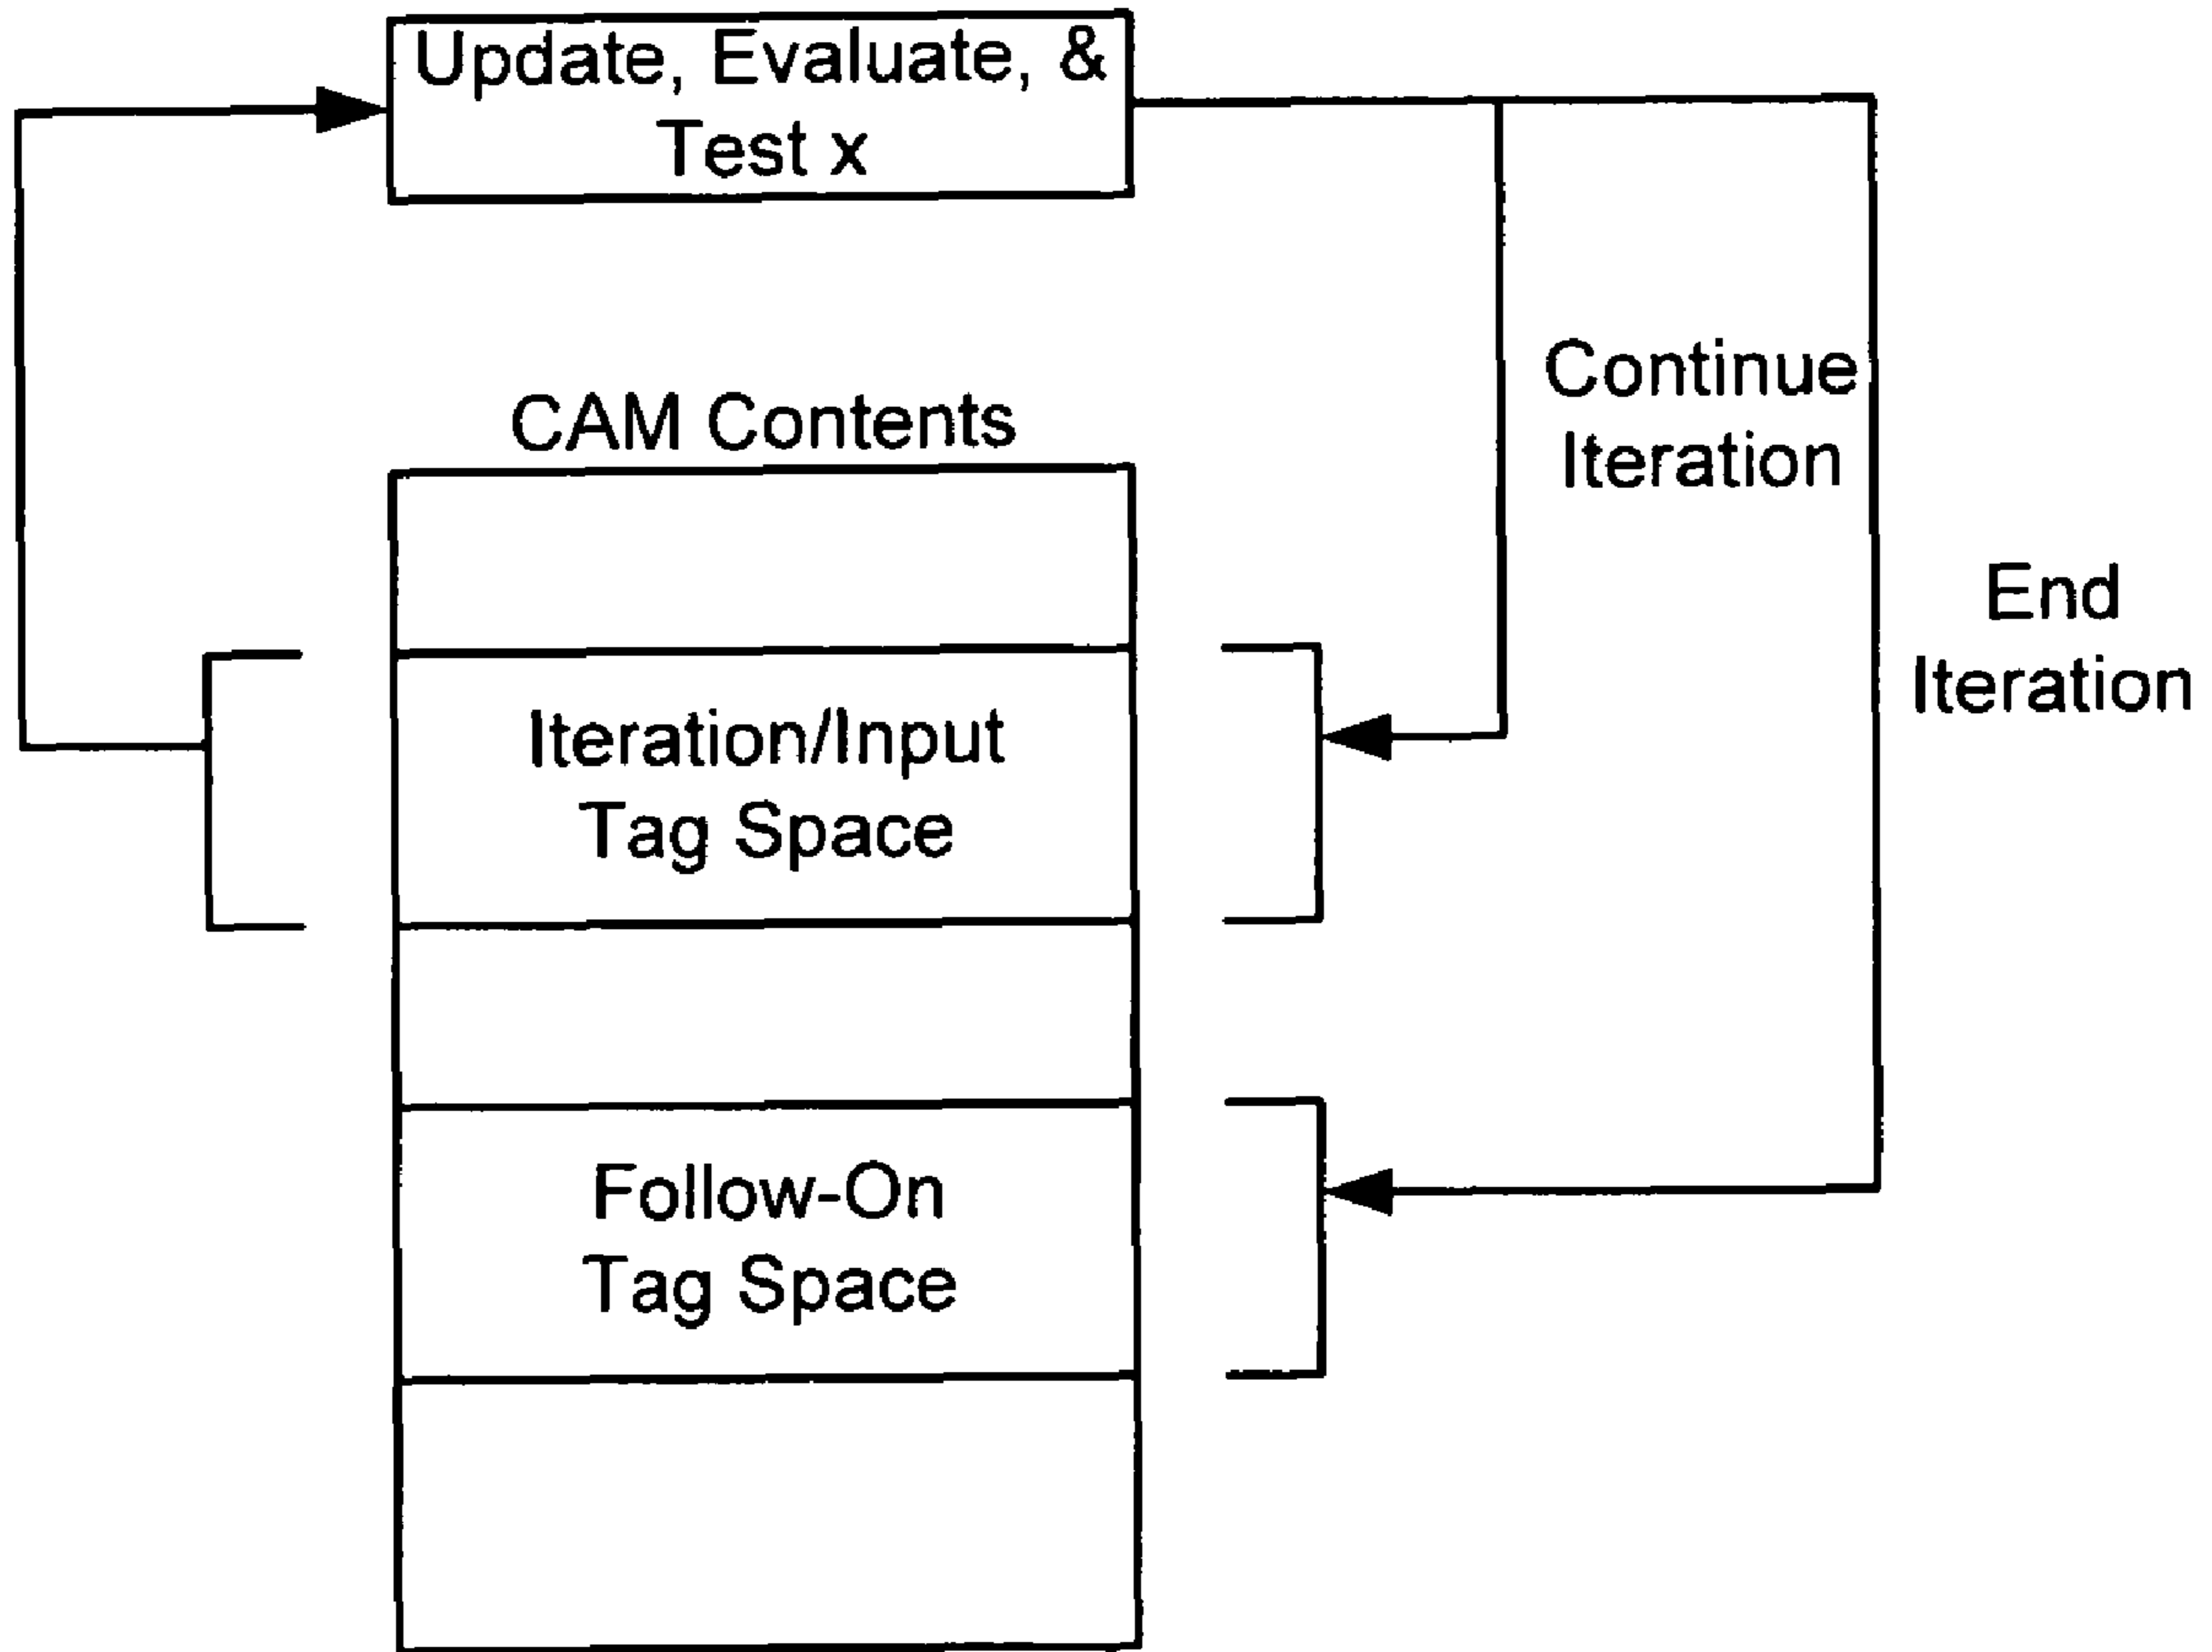 Update, Evaluate, &
Test x
Continue
Iteration
CAM Contents
End
Iteration
Iteration/Input
Tag Space
Follow-On
Tag Space